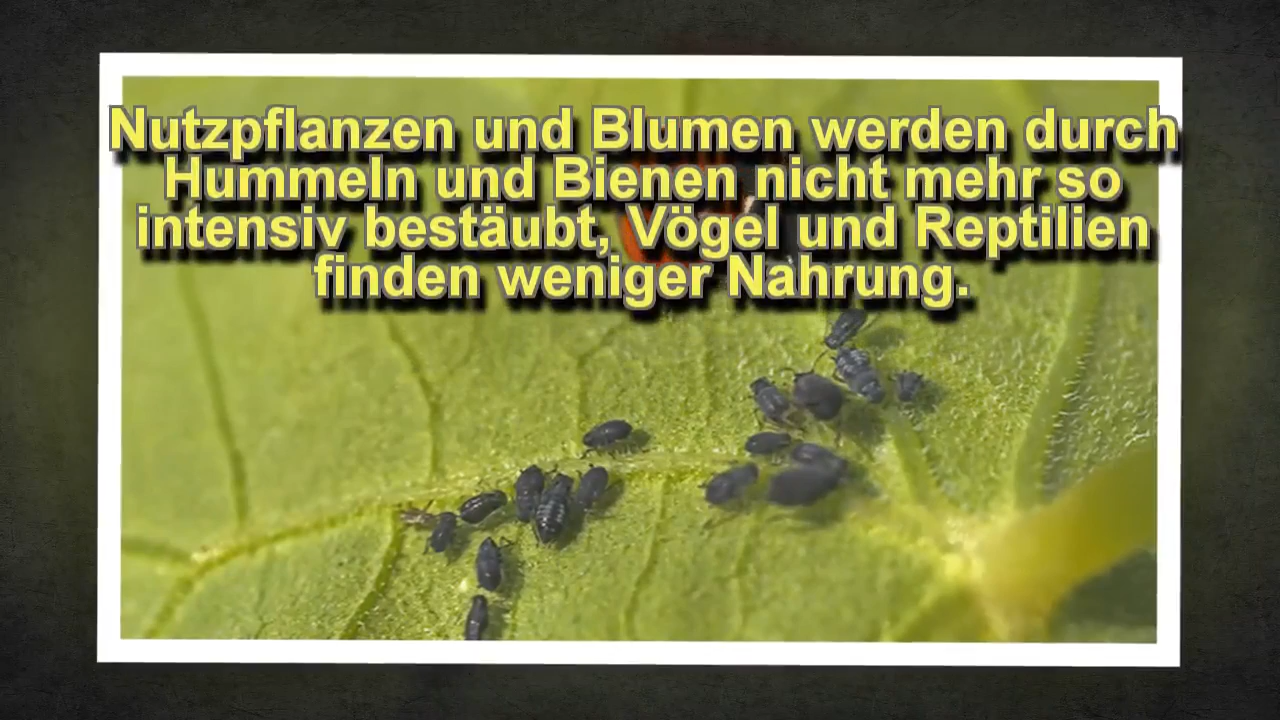 Nutzpflanzen und Blumen werden durch
Hummeln und Bienen nicht mehr so
intensiv bestäubt, Vögel und Reptilien
finden weniger Nahrung.